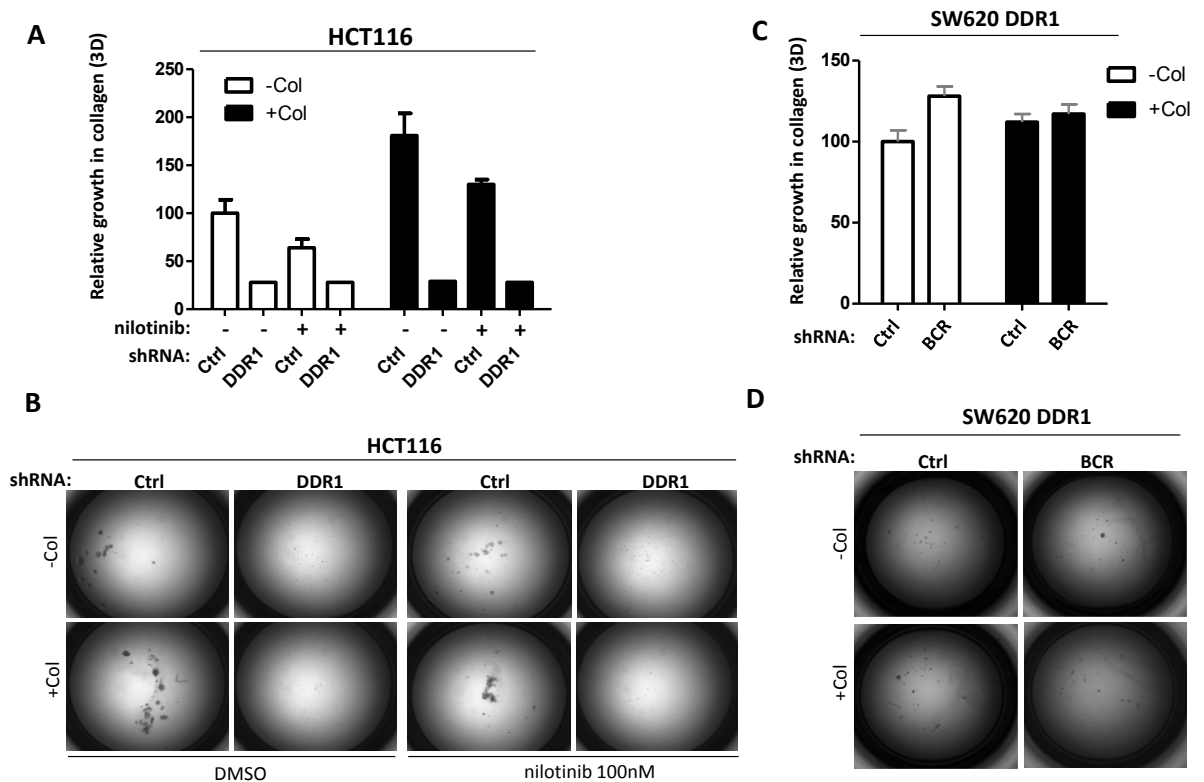 A
HCT116
Relative growth in collagen (3D)
250
200
150
100
50
0
-Col
+Col
nilotinib: - - + + - - + +
shRNA: Ctrl DDR1 Ctrl DDR1 Ctrl DDR1 Ctrl DDR1
C
SW620 DDR1
Relative growth in collagen (3D)
150
100
50
0
-Col
+Col
shRNA: Ctrl BCR Ctrl BCR
B
HCT116
shRNA: Ctrl DDR1 Ctrl DDR1
-Col
+Col
DMSO nilotinib 100nM
D
SW620 DDR1
shRNA: Ctrl BCR
-Col
+Col